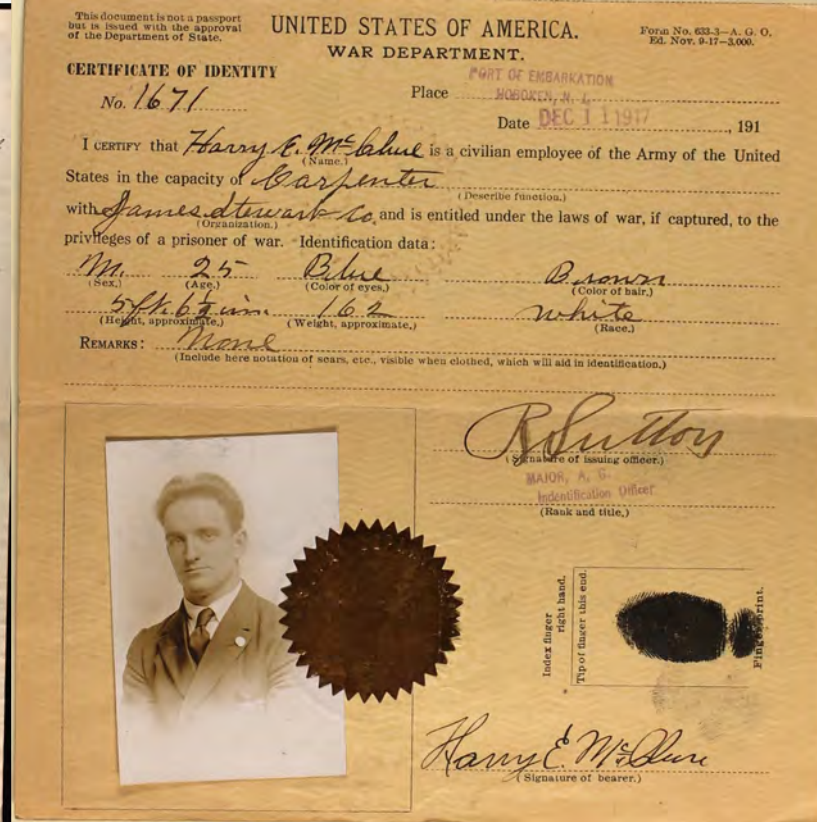 This document is not a passport
but is issued with the approval
of the Department of State.
UNITED STATES OF AMERICA.
WAR DEPARTMENT.
Form No. 633-3—A. G. O.
Ed. Nov. 9-17—3,000.
CERTIFICATE OF IDENTITY
No. 1671
Place PORT OF EMBARKATION
HOBOKEN, N. J.
Date DEC 11 1917, 191
I CERTIFY that Harry E. McClure is a civilian employee of the Army of the United
(Name.)
States in the capacity of Carpenter
(Describe function.)
with James Stewart Co. and is entitled under the laws of war, if captured, to the
(Organization.)
privileges of a prisoner of war. Identification data:
M. 25 Blue Brown
(Sex.) (Age.) (Color of eyes.) (Color of hair.)
5 ft. 6 1/2 in. 162 White
(Height, approximate.) (Weight, approximate.) (Race.)
REMARKS: None
(Include here notation of scars, etc., visible when clothed, which will aid in identification.)
R Sutton
(Signature of issuing officer.)
MAJOR, A. G.
Indentification Officer
(Rank and title.)
Index finger
right hand.
Tip of finger this end.
Fingerprint.
Harry E. McClure
(Signature of bearer.)